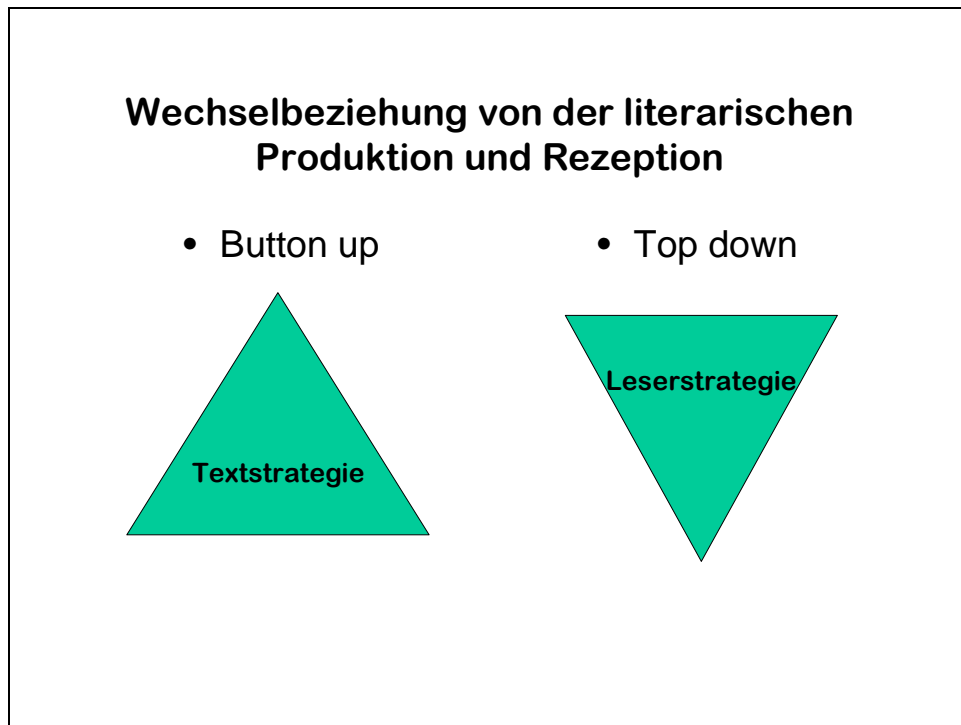 Wechselbeziehung von der literarischen
Produktion und Rezeption
• Button up
• Top down
Leserstrategie
Textstrategie